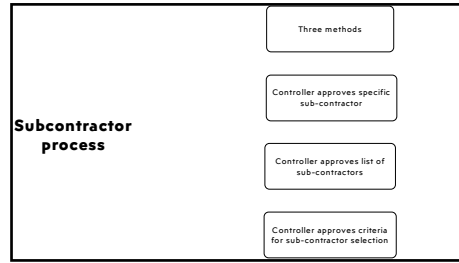 Three methods
Controller approves specific
sub-contractor
Subcontractor
process
Controller approves list of
sub-contractors
Controller approves criteria
for sub-contractor selection